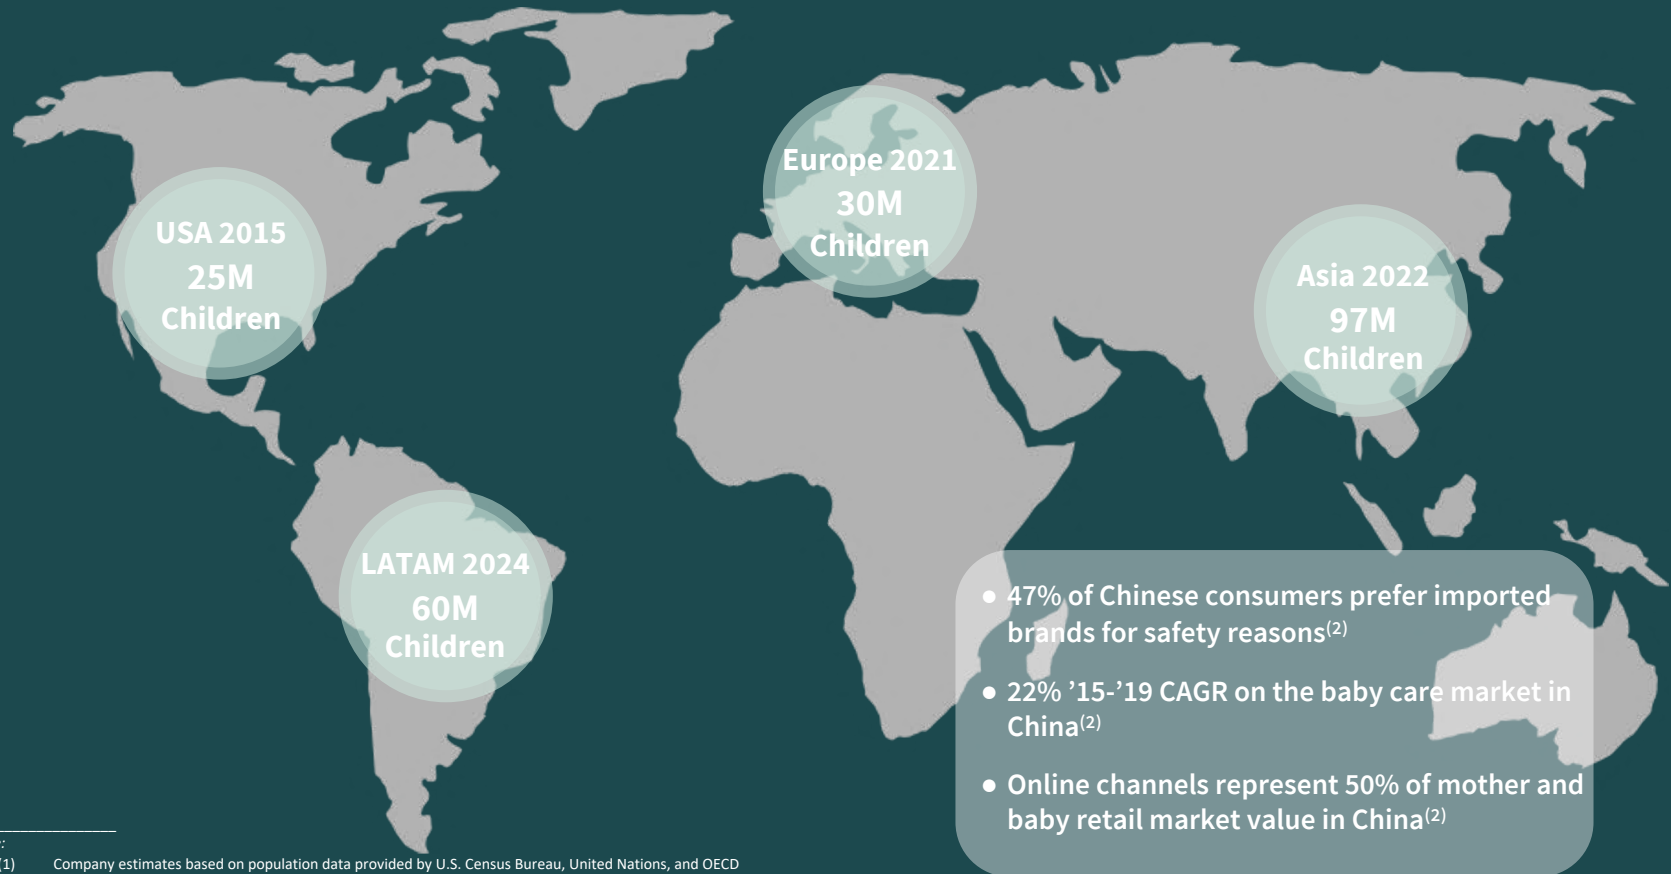 USA 2015
25M
Children
Europe 2021
30M
Children
Asia 2022
97M
Children
LATAM 2024
60M
Children
● 47% of Chinese consumers prefer imported
brands for safety reasons(2)
● 22% ’15-’19 CAGR on the baby care market in
China(2)
● Online channels represent 50% of mother and
baby retail market value in China(2)
(1) Company estimates based on population data provided by U.S. Census Bureau, United Nations, and OECD